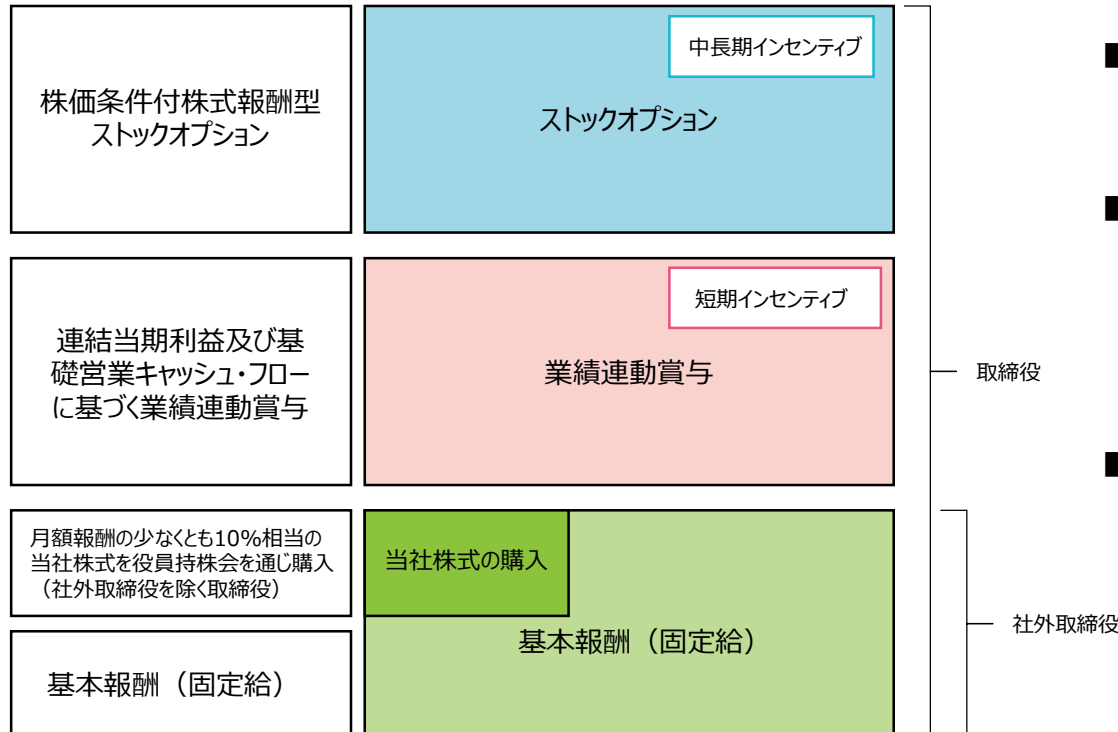 株価条件付株式報酬型
ストックオプション
中長期インセンティブ
ストックオプション
連結当期利益及び基
礎営業キャッシュ・フロー
に基づく業績連動賞与
短期インセンティブ
業績連動賞与
取締役
月額報酬の少なくとも10%相当の
当社株式を役員持株会を通じ購入
（社外取締役を除く取締役）
当社株式の購入
基本報酬（固定給）
基本報酬（固定給）
社外取締役